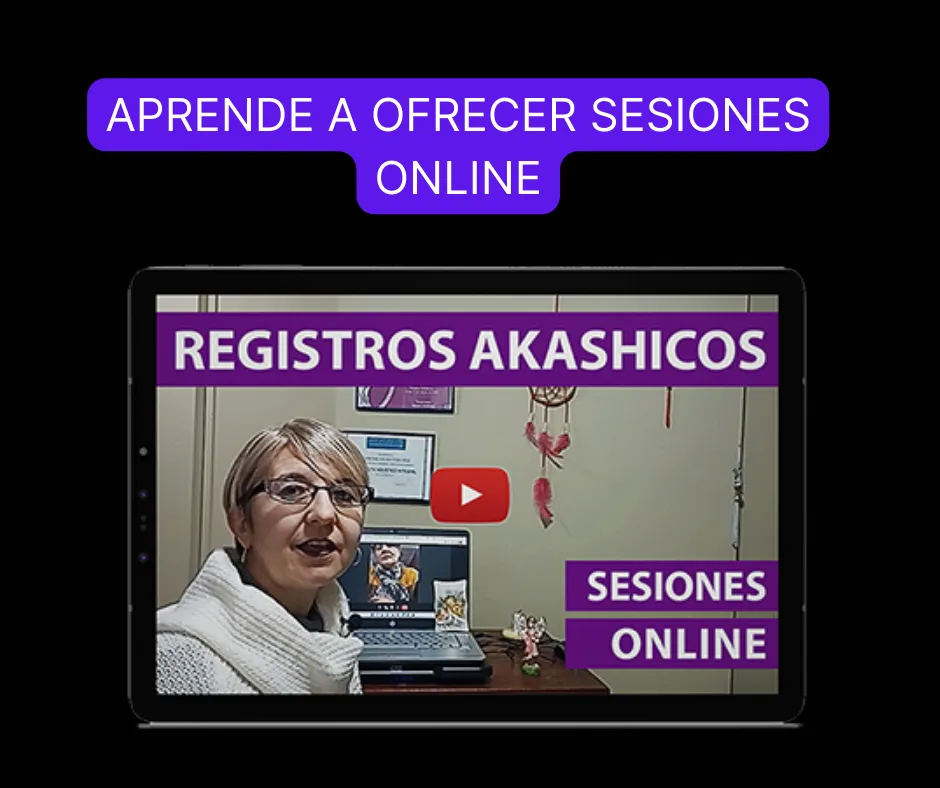 APRENDE A OFRECER SESIONES
ONLINE
REGISTROS AKASHICOS
SESIONES
ONLINE